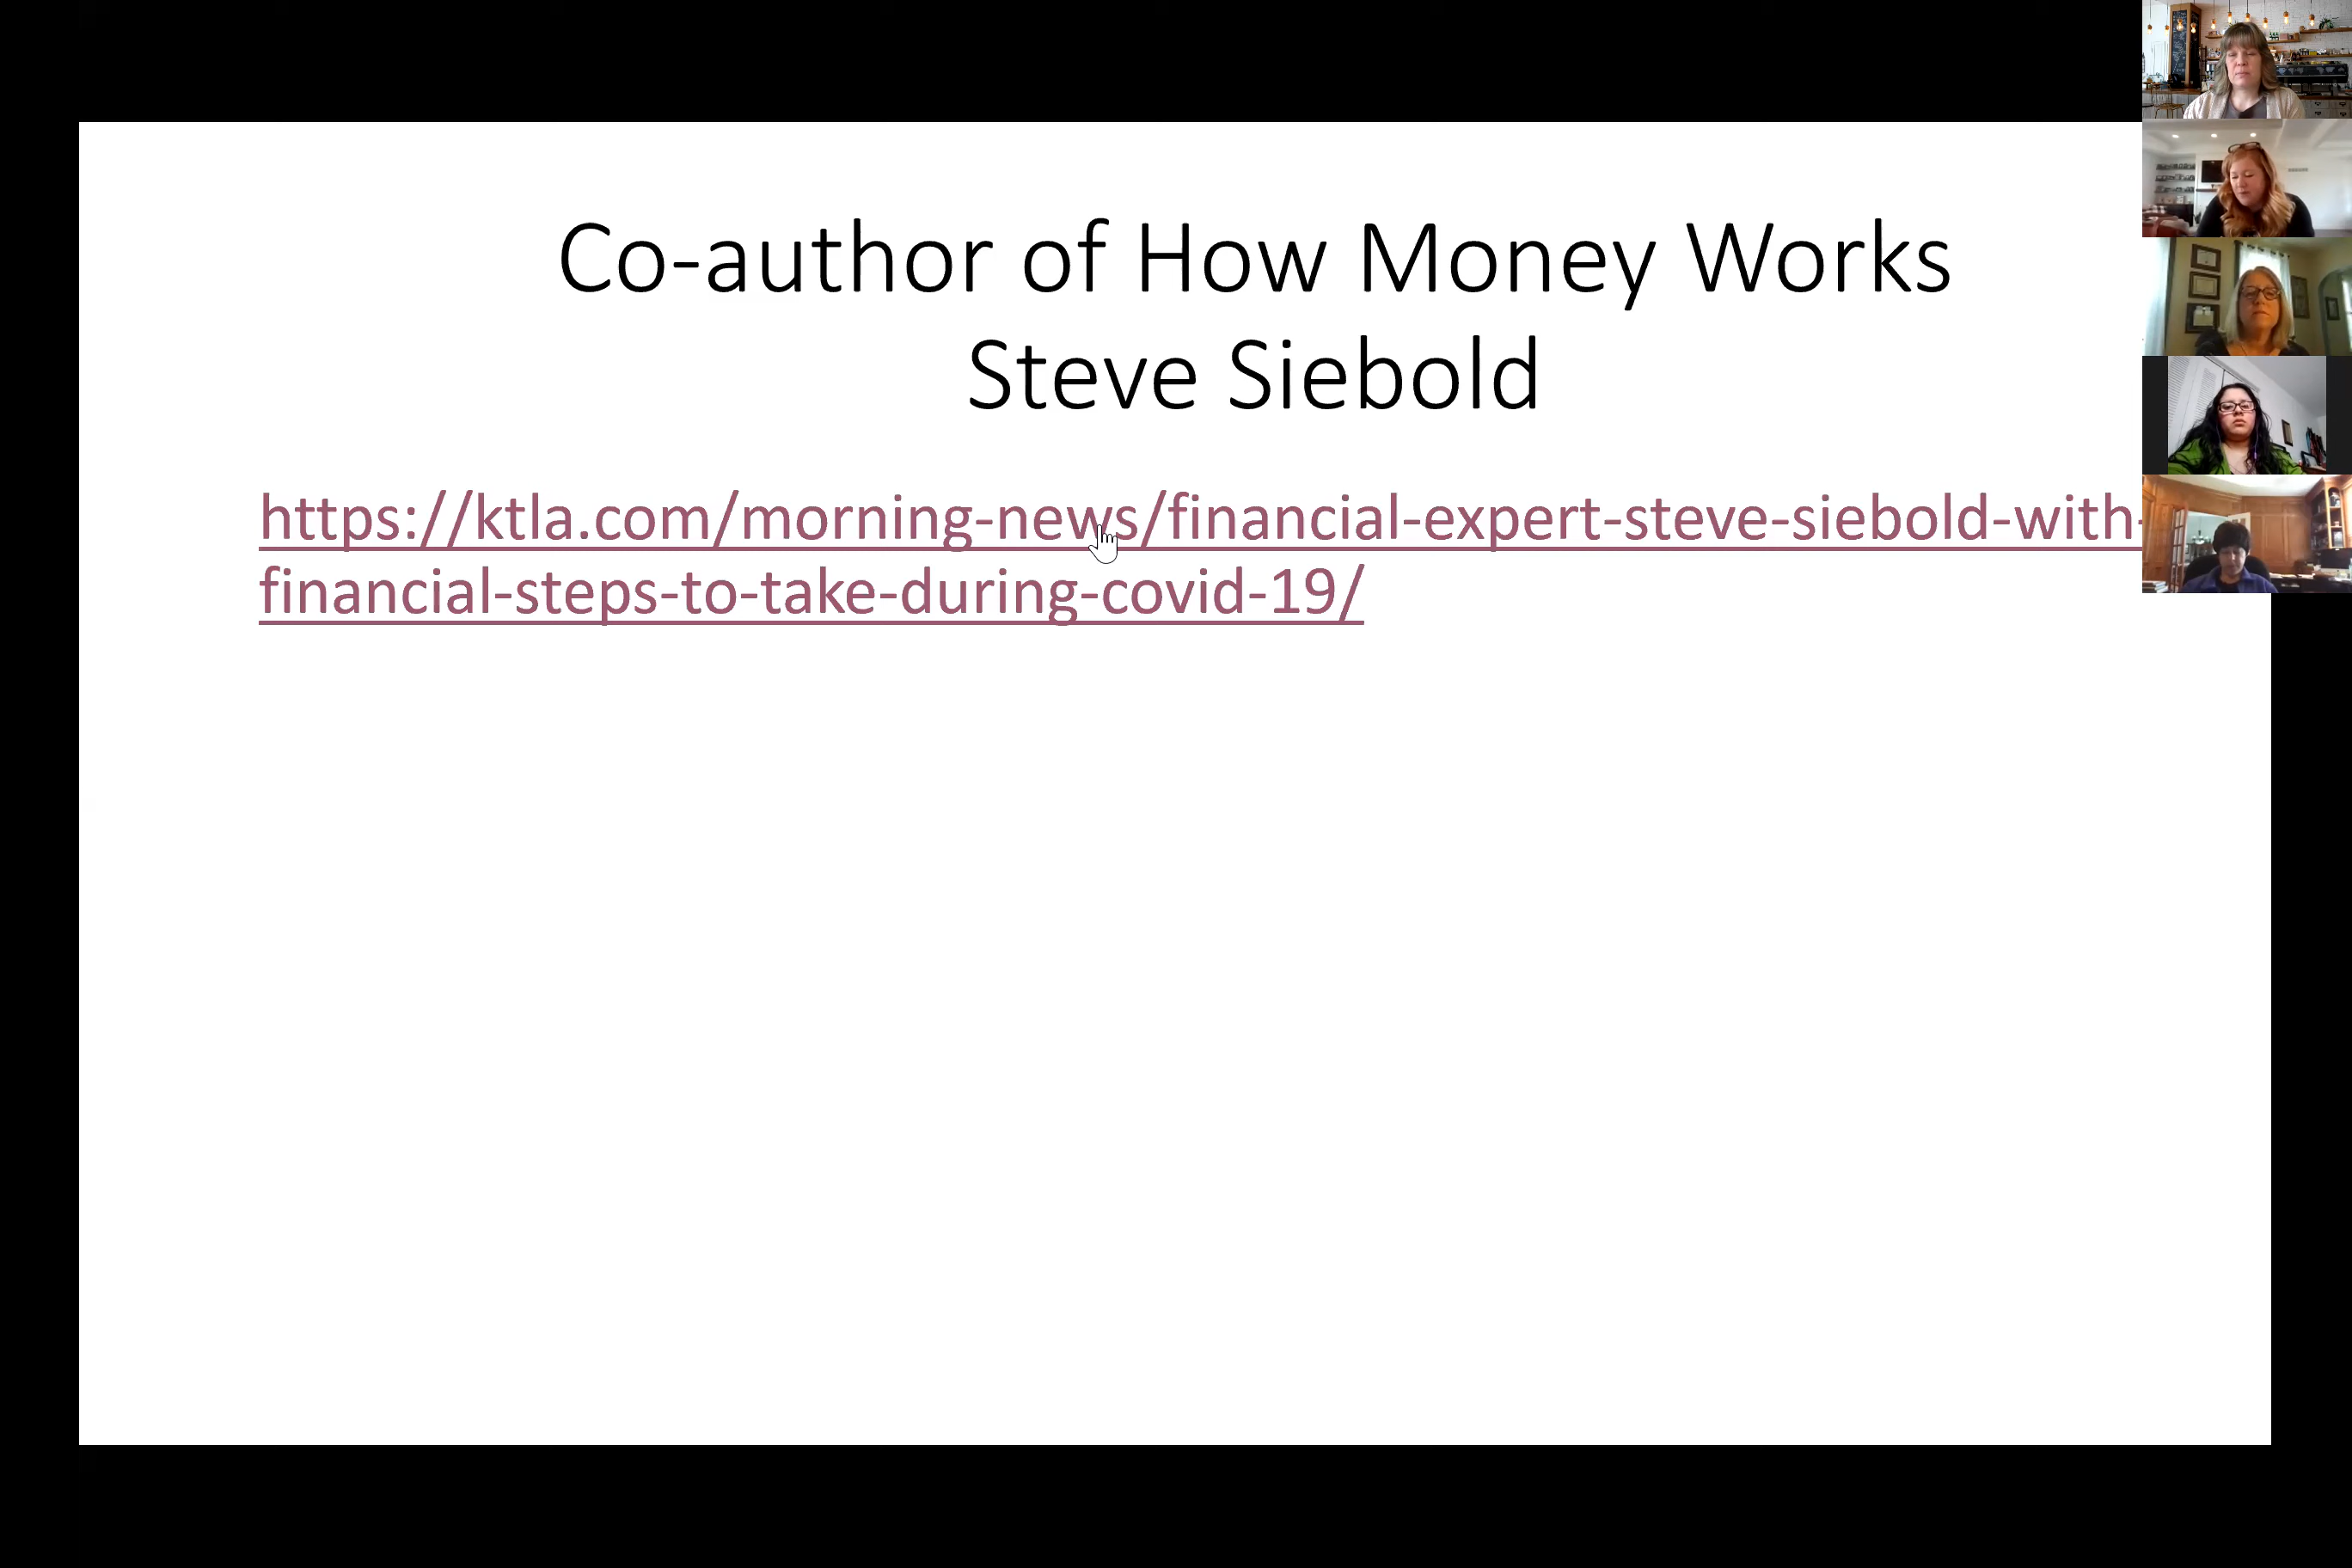 Co-author of How Money Works
Steve Siebold
https://ktla.com/morning-news/financial-expert-steve-siebold-with-
financial-steps-to-take-during-covid-19/